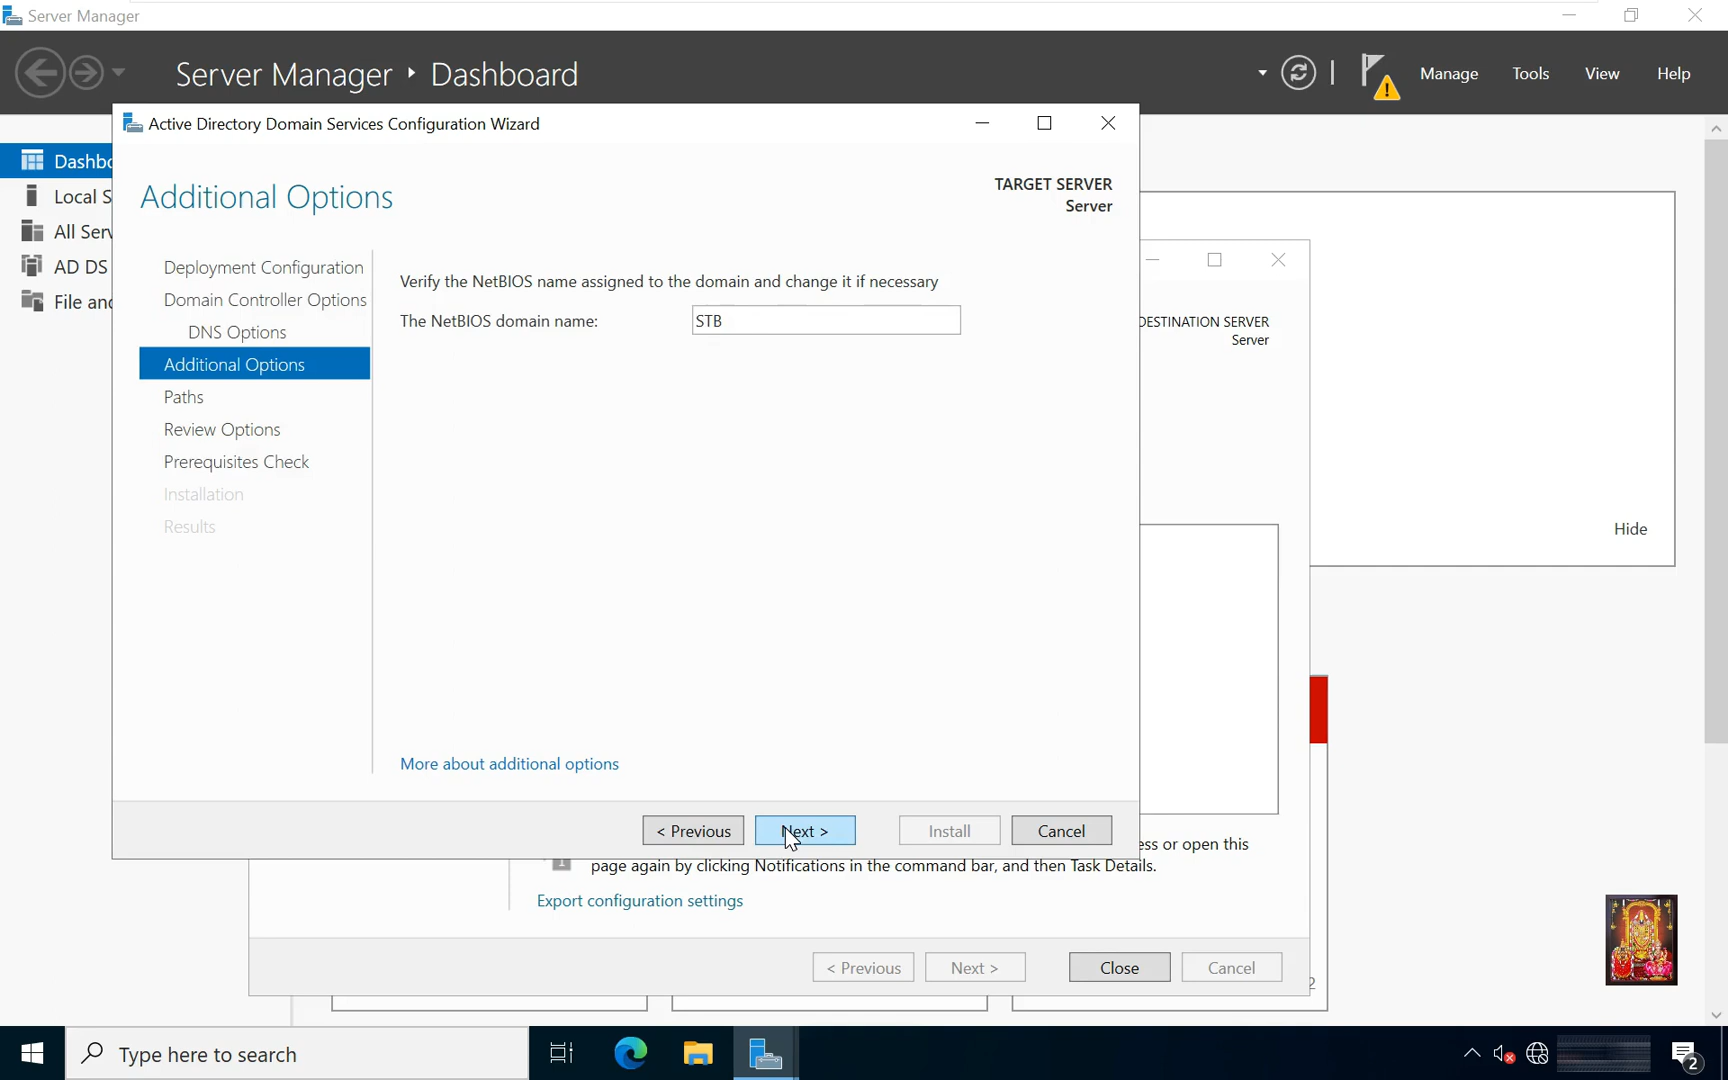 Server Manager
Server Manager ‣ Dashboard
Manage
Tools
View
Help
Active Directory Domain Services Configuration Wizard
Dashbo
Local S
All Serv
AD DS
File and
Additional Options
TARGET SERVER
Server
Deployment Configuration
Domain Controller Options
DNS Options
Additional Options
Paths
Review Options
Prerequisites Check
Installation
Results
Verify the NetBIOS name assigned to the domain and change it if necessary
The NetBIOS domain name:
STB
More about additional options
< Previous
Next >
Install
Cancel
DESTINATION SERVER
Server
Hide
ess or open this
page again by clicking Notifications in the command bar, and then Task Details.
Export configuration settings
< Previous
Next >
Close
Cancel
Type here to search
2